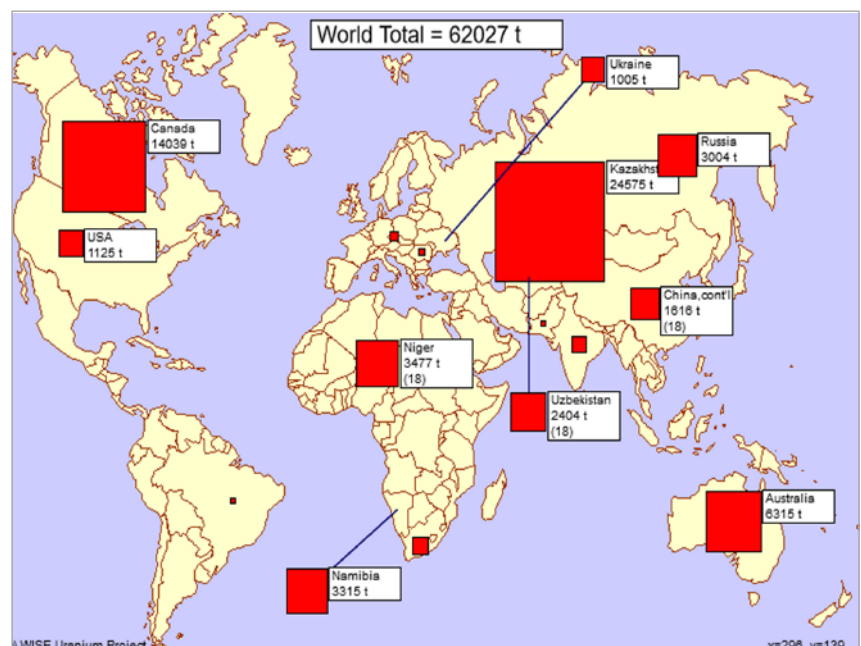 World Total = 62027 t
Ukraine
1005 t
Canada
14039 t
Russia
3004 t
Kazakhst
24575 t
USA
1125 t
China,cont'l
1616 t
(18)
Niger
3477 t
(18)
Uzbekistan
2404 t
(18)
Australia
6315 t
Namibia
3315 t
WISE Uranium Project
x=296, y=139